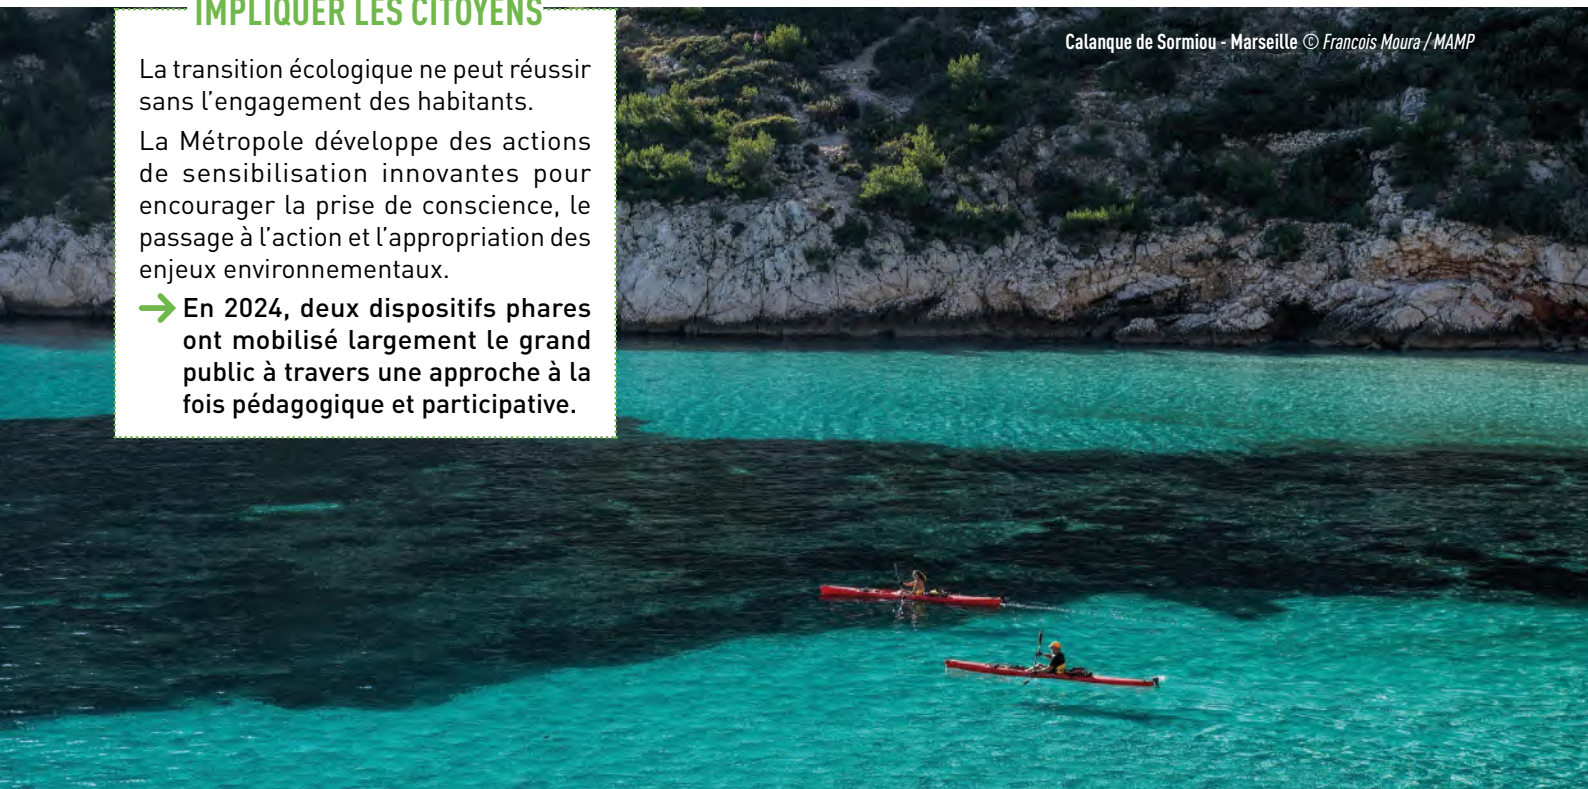 IMPLIQUER LES CITOYENS
Calanque de Sormiou - Marseille © Francois Moura / MAMP
La transition écologique ne peut réussir
sans l’engagement des habitants.
La Métropole développe des actions
de sensibilisation innovantes pour
encourager la prise de conscience, le
passage à l’action et l’appropriation des
enjeux environnementaux.
En 2024, deux dispositifs phares
ont mobilisé largement le grand
public à travers une approche à la
fois pédagogique et participative.